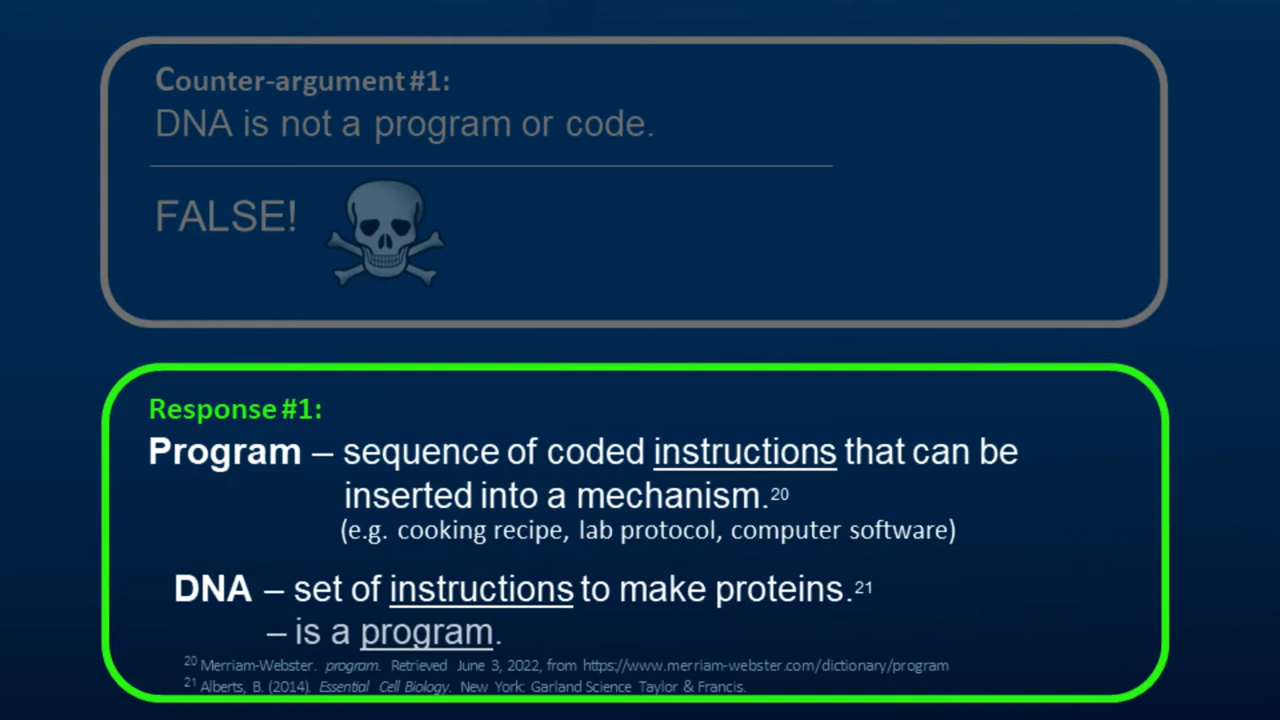 Counter-argument #1:
DNA is not a program or code.
FALSE!
Response #1:
Program – sequence of coded instructions that can be
inserted into a mechanism.20
(e.g. cooking recipe, lab protocol, computer software)
DNA – set of instructions to make proteins.21
– is a program.
20 Merriam-Webster. program. Retrieved June 3, 2022, from https://www.merriam-webster.com/dictionary/program
21 Alberts, B. (2014). Essential Cell Biology. New York: Garland Science Taylor & Francis.